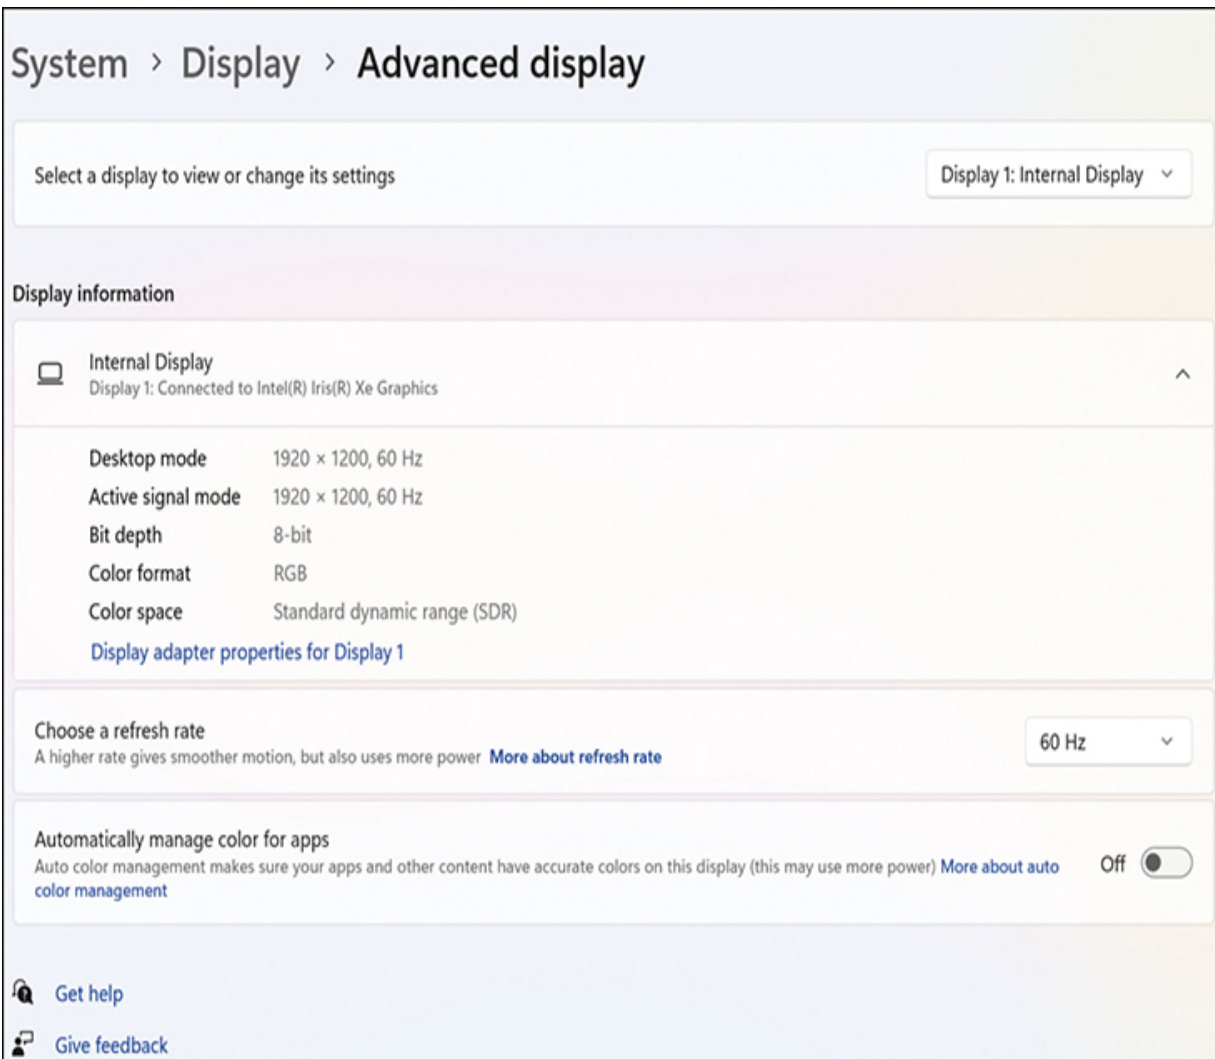 System > Display > Advanced display
Select a display to view or change its settings
Display 1: Internal Display
Display information
Internal Display
Display 1: Connected to Intel(R) Iris(R) Xe Graphics
Desktop mode 1920 × 1200, 60 Hz
Active signal mode 1920 × 1200, 60 Hz
Bit depth 8-bit
Color format RGB
Color space Standard dynamic range (SDR)
Display adapter properties for Display 1
Choose a refresh rate
A higher rate gives smoother motion, but also uses more power More about refresh rate
60 Hz
Automatically manage color for apps
Auto color management makes sure your apps and other content have accurate colors on this display (this may use more power) More about auto
color management
Off
Get help
Give feedback